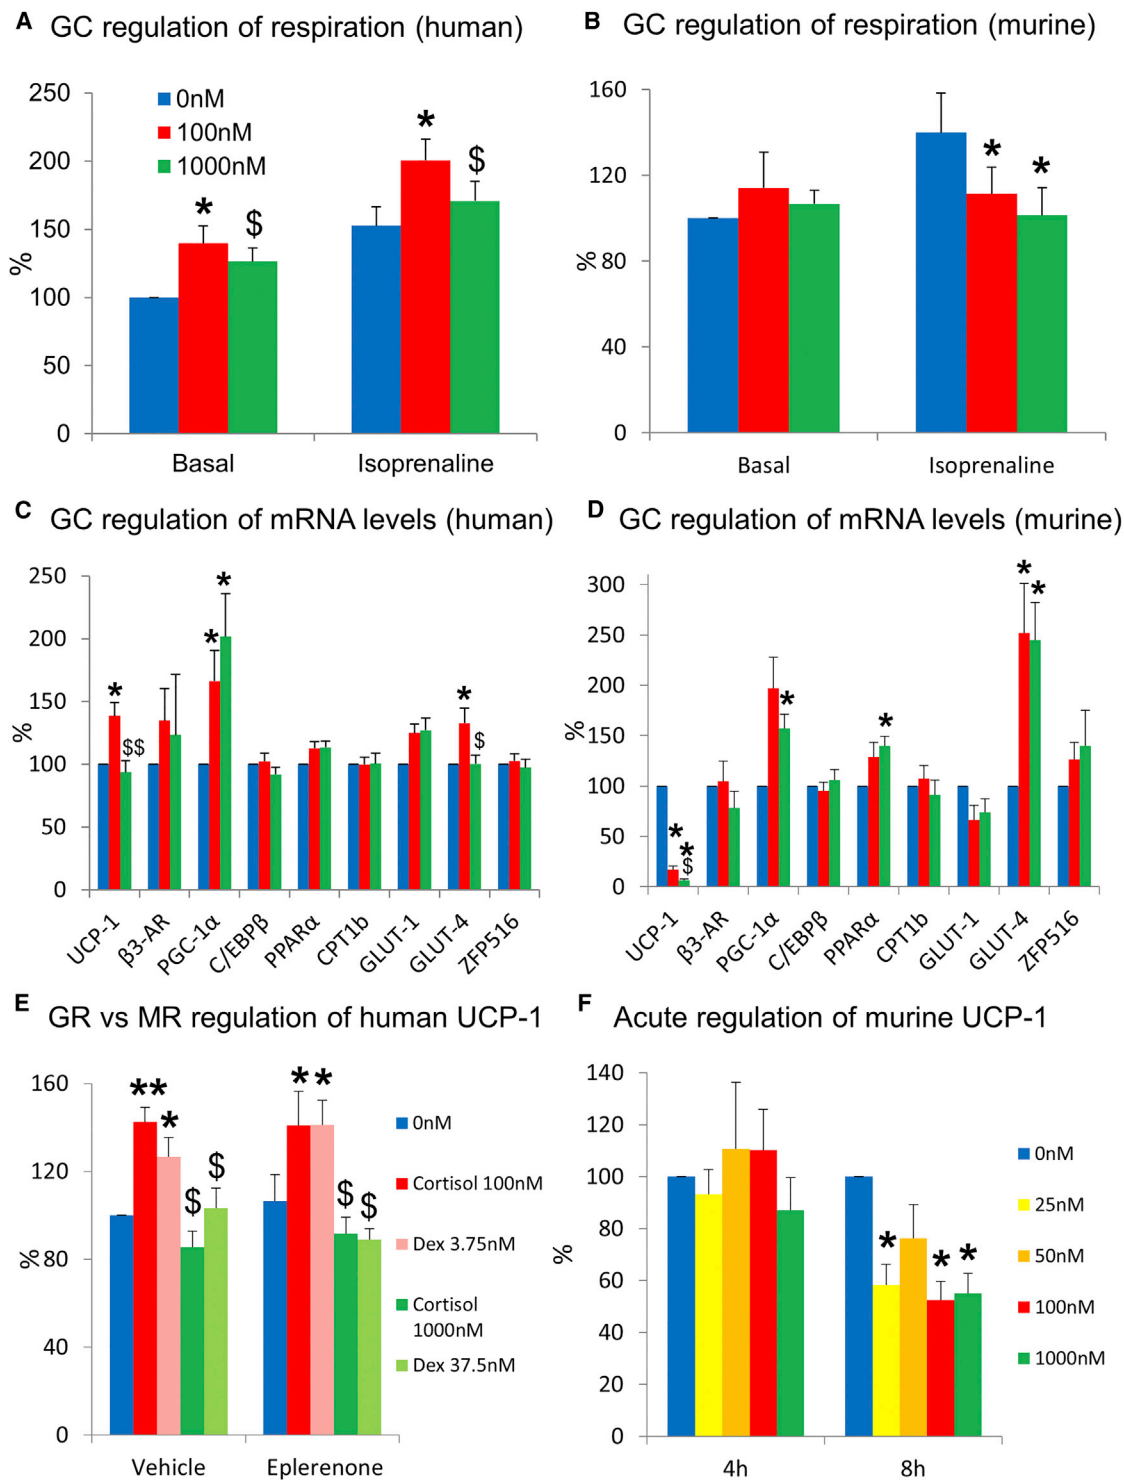 A GC regulation of respiration (human)
250
200
150
100
50
0
%
0nM
100nM
1000nM
*
$
*
$
Basal
Isoprenaline
B GC regulation of respiration (murine)
160
120
80
40
0
%
*
*
Basal
Isoprenaline
C GC regulation of mRNA levels (human)
250
200
150
100
50
0
%
*
$$
*
*
*
$
UCP-1
β3-AR
PGC-1α
C/EBPβ
PPARα
CPT1b
GLUT-1
GLUT-4
ZFP516
D GC regulation of mRNA levels (murine)
300
250
200
150
100
50
0
%
*
*
$
*
*
*
*
UCP-1
β3-AR
PGC-1α
C/EBPβ
PPARα
CPT1b
GLUT-1
GLUT-4
ZFP516
E GR vs MR regulation of human UCP-1
160
120
80
40
0
%
**
*
$
$
*
*
$
$
Vehicle
Eplerenone
0nM
Cortisol 100nM
Dex 3.75nM
Cortisol
1000nM
Dex 37.5nM
F Acute regulation of murine UCP-1
140
120
100
80
60
40
20
0
%
*
*
*
4h
8h
0nM
25nM
50nM
100nM
1000nM